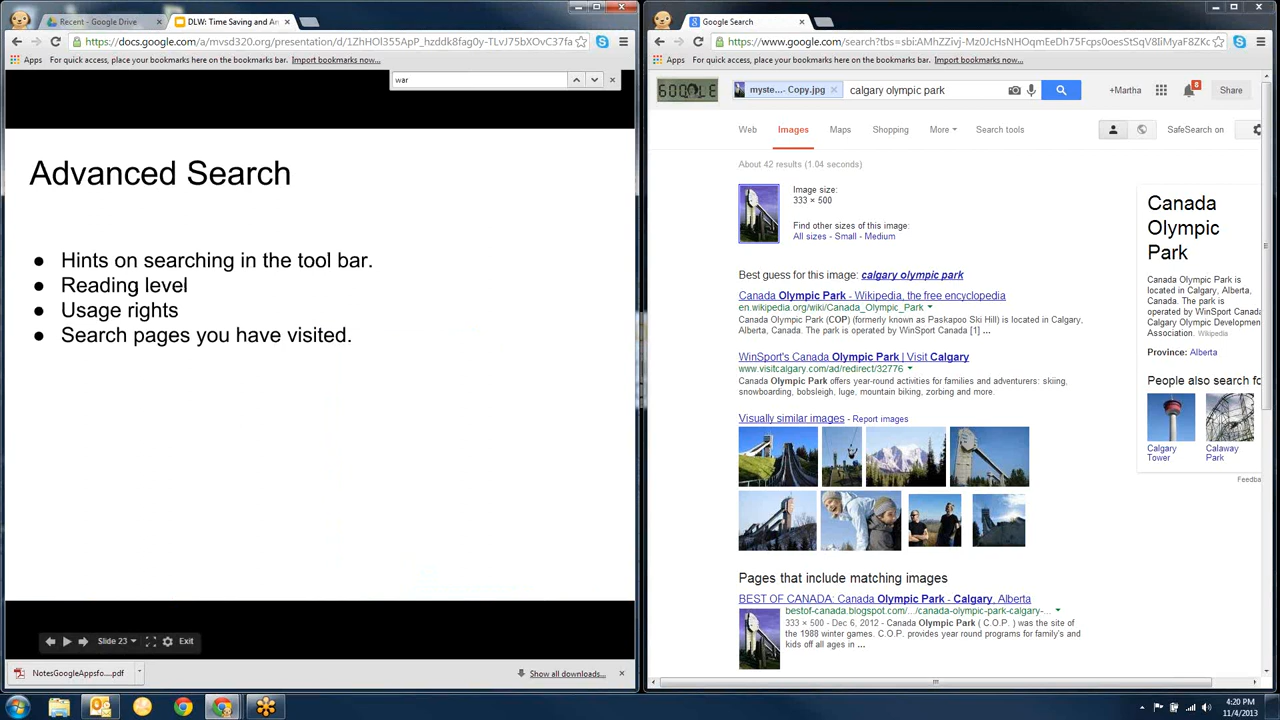 Recent - Google Drive
DLW: Time Saving and An
https://docs.google.com/a/mvsd320.org/presentation/d/1ZhHOl355ApP_hzddk8fag0y-TLvJ75bXOvC37fa
Apps For quick access, place your bookmarks here on the bookmarks bar. Import bookmarks now...
war
Advanced Search
● Hints on searching in the tool bar.
● Reading level
● Usage rights
● Search pages you have visited.
Slide 23 Exit
NotesGoogleAppsfo....pdf
Show all downloads...
Google Search
https://www.google.com/search?tbs=sbi:AMhZZivj-Mz0JcHsNHOqmEeDh75Fcps0oesStSqV8IiMyaF8ZKc
Apps For quick access, place your bookmarks here on the bookmarks bar. Import bookmarks now...
GOOGLE
myste...- Copy.jpg × calgary olympic park
+Martha
8
Share
Web Images Maps Shopping More Search tools
SafeSearch on
About 42 results (1.04 seconds)
Image size:
333 × 500
Find other sizes of this image:
All sizes - Small - Medium
Best guess for this image: calgary olympic park
Canada Olympic Park - Wikipedia, the free encyclopedia
en.wikipedia.org/wiki/Canada_Olympic_Park
Canada Olympic Park (COP) (formerly known as Paskapoo Ski Hill) is located in Calgary,
Alberta, Canada. The park is operated by WinSport Canada [1] ...
WinSport's Canada Olympic Park | Visit Calgary
www.visitcalgary.com/ad/redirect/32776
Canada Olympic Park offers year-round activities for families and adventurers: skiing,
snowboarding, bobsleigh, luge, mountain biking, zorbing and more.
Visually similar images - Report images
Pages that include matching images
BEST OF CANADA: Canada Olympic Park - Calgary, Alberta
bestof-canada.blogspot.com/.../canada-olympic-park-calgary-...
333 × 500 - Dec 6, 2012 - Canada Olympic Park ( C.O.P. ) was the site of
the 1988 winter games. C.O.P. provides year round programs for family's and
kids off all ages in ...
Canada
Olympic
Park
Canada Olympic Park is
located in Calgary, Alberta,
Canada. The park is
operated by WinSport Cana
Calgary Olympic Developmen
Association. Wikipedia
Province: Alberta
People also search fo
Calgary
Tower
Calaway
Park
Feedba
4:20 PM
11/4/2013